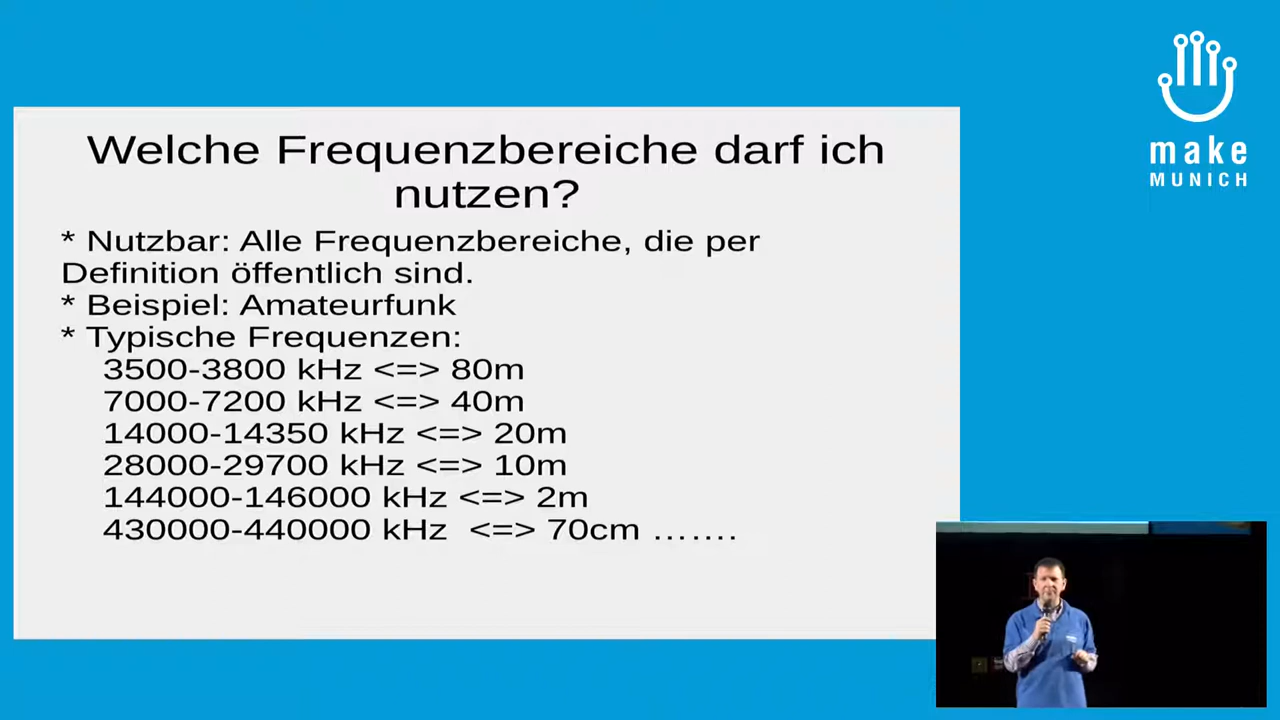 Welche Frequenzbereiche darf ich
nutzen?
* Nutzbar: Alle Frequenzbereiche, die per
Definition öffentlich sind.
* Beispiel: Amateurfunk
* Typische Frequenzen:
3500-3800 kHz <=> 80m
7000-7200 kHz <=> 40m
14000-14350 kHz <=> 20m
28000-29700 kHz <=> 10m
144000-146000 kHz <=> 2m
430000-440000 kHz <=> 70cm …….
make
MUNICH